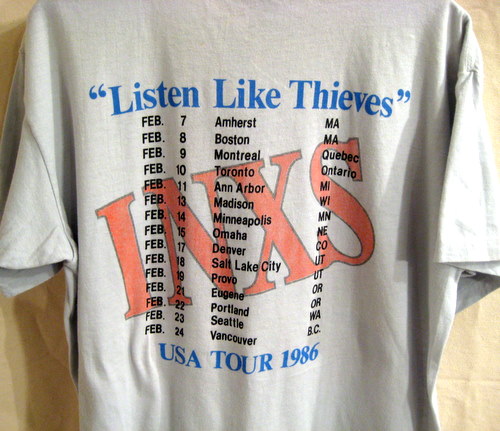 "Listen Like Thieves"
FEB. 7 Amherst MA
FEB. 8 Boston MA
FEB. 9 Montreal Quebec
FEB. 10 Toronto Ontario
FEB. 11 Ann Arbor MI
FEB. 13 Madison WI
FEB. 14 Minneapolis MN
FEB. 15 Omaha NE
FEB. 17 Denver CO
FEB. 18 Salt Lake City UT
FEB. 19 Provo UT
FEB. 21 Eugene OR
FEB. 22 Portland OR
FEB. 23 Seattle WA
FEB. 24 Vancouver B.C.
INXS
USA TOUR 1986